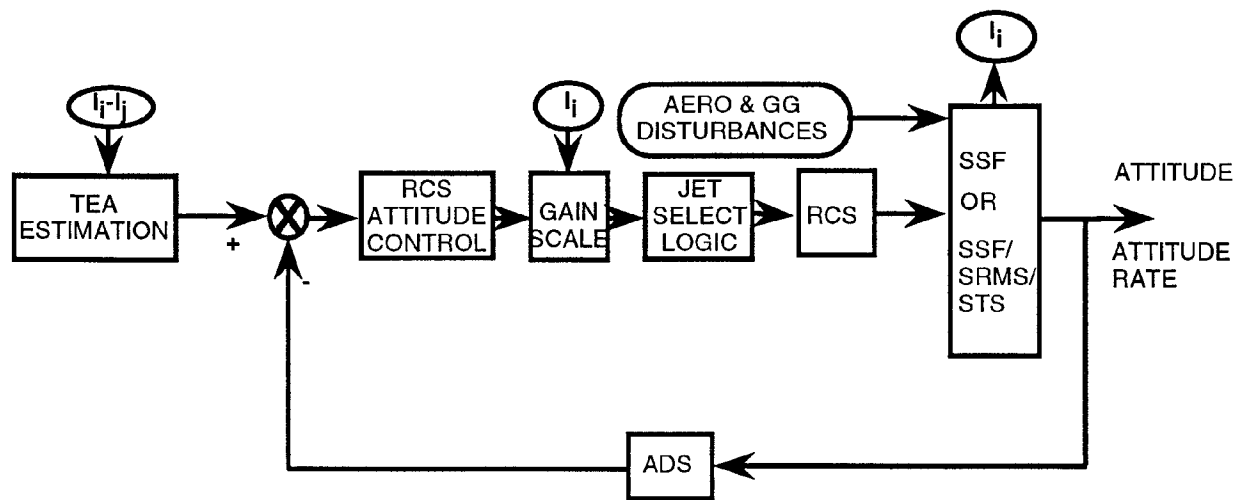 Ii
Ii-Ij
Ii
AERO & GG
DISTURBANCES
TEA
ESTIMATION
+
-
RCS
ATTITUDE
CONTROL
GAIN
SCALE
JET
SELECT
LOGIC
RCS
SSF
OR
SSF/
SRMS/
STS
ATTITUDE
ATTITUDE
RATE
ADS